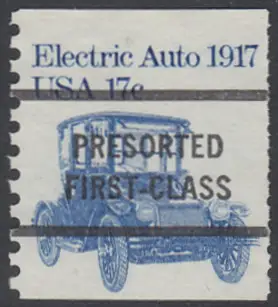 Electric Auto 1917
USA 17c
PRESORTED
FIRST-CLASS